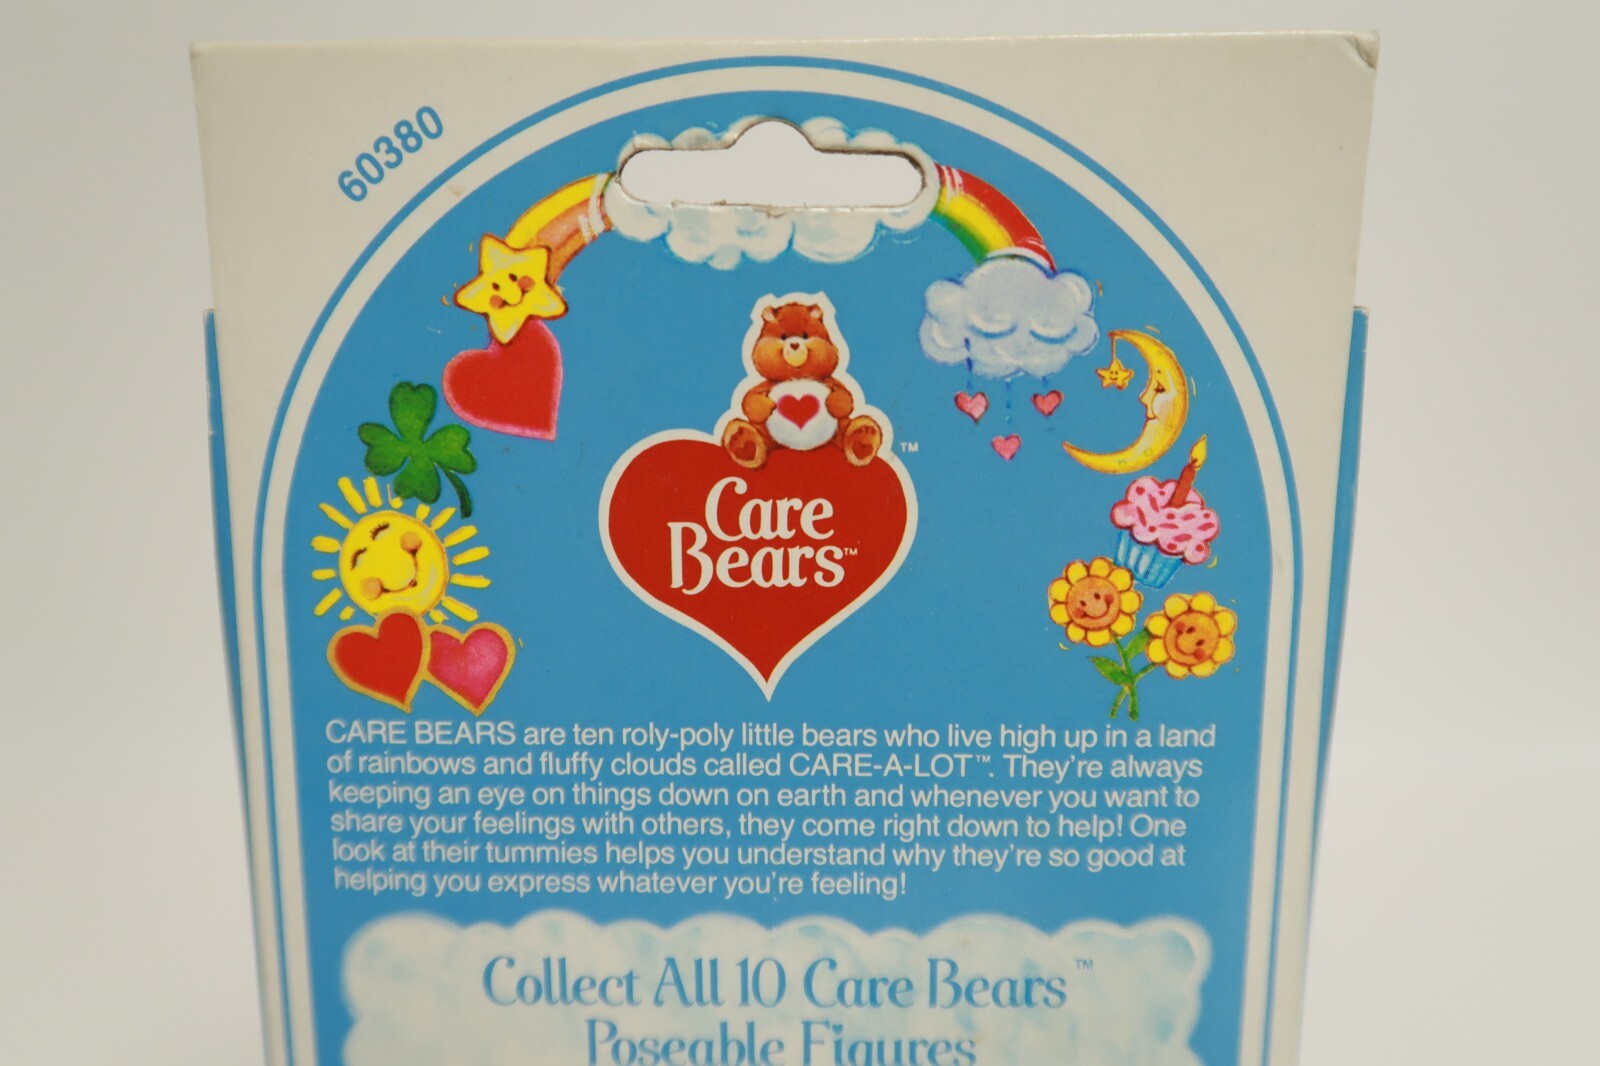 60380
™
Care
Bears™
CARE BEARS are ten roly-poly little bears who live high up in a land
of rainbows and fluffy clouds called CARE-A-LOT™. They're always
keeping an eye on things down on earth and whenever you want to
share your feelings with others, they come right down to help! One
look at their tummies helps you understand why they're so good at
helping you express whatever you're feeling!
Collect All 10 Care Bears™
Poseable Figures